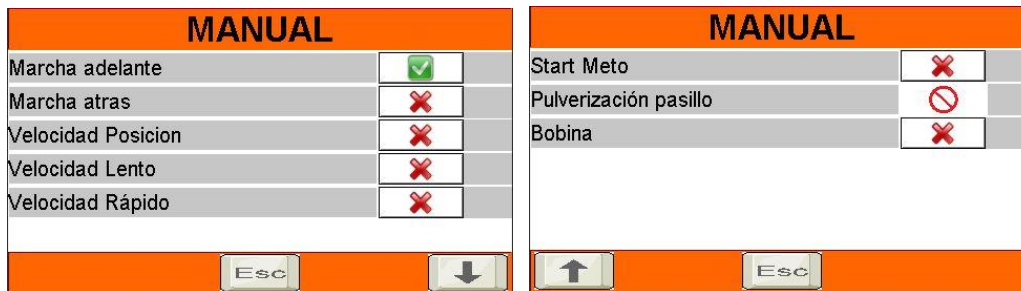 MANUAL
Marcha adelante
Marcha atras
Velocidad Posicion
Velocidad Lento
Velocidad Rápido
Esc
MANUAL
Start Meto
Pulverización pasillo
Bobina
Esc